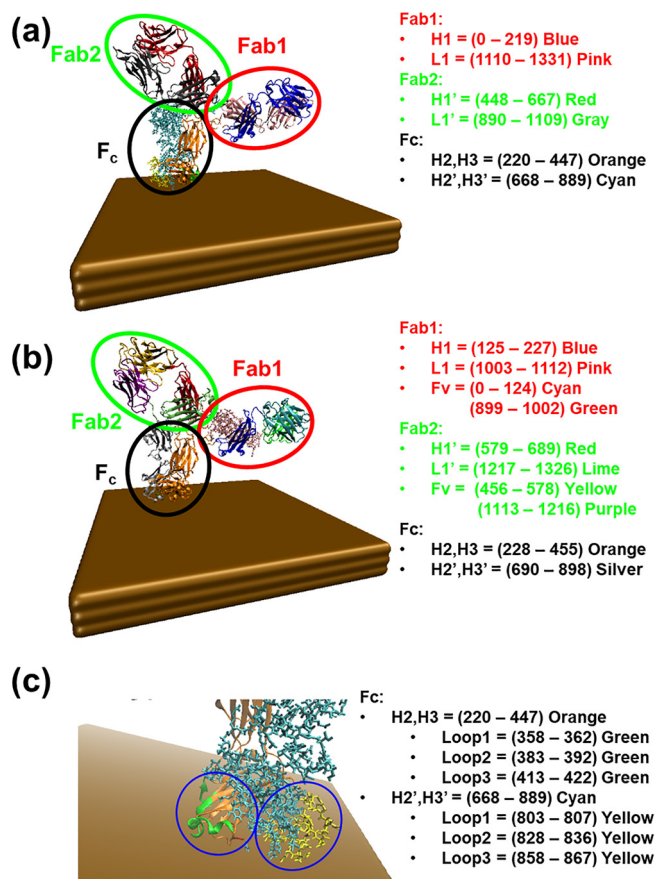 (a)
Fab2
Fab1
Fc
Fab1:
• H1 = (0 – 219) Blue
• L1 = (1110 – 1331) Pink
Fab2:
• H1’ = (448 – 667) Red
• L1’ = (890 – 1109) Gray
Fc:
• H2,H3 = (220 – 447) Orange
• H2’,H3’ = (668 – 889) Cyan
(b)
Fab1
Fab2
Fc
Fab1:
• H1 = (125 – 227) Blue
• L1 = (1003 – 1112) Pink
• Fv = (0 – 124) Cyan
(899 – 1002) Green
Fab2:
• H1’ = (579 – 689) Red
• L1’ = (1217 – 1326) Lime
• Fv = (456 – 578) Yellow
(1113 – 1216) Purple
Fc:
• H2,H3 = (228 – 455) Orange
• H2’,H3’ = (690 – 898) Silver
(c)
Fc:
• H2,H3 = (220 – 447) Orange
• Loop1 = (358 – 362) Green
• Loop2 = (383 – 392) Green
• Loop3 = (413 – 422) Green
• H2’,H3’ = (668 – 889) Cyan
• Loop1 = (803 – 807) Yellow
• Loop2 = (828 – 836) Yellow
• Loop3 = (858 – 867) Yellow